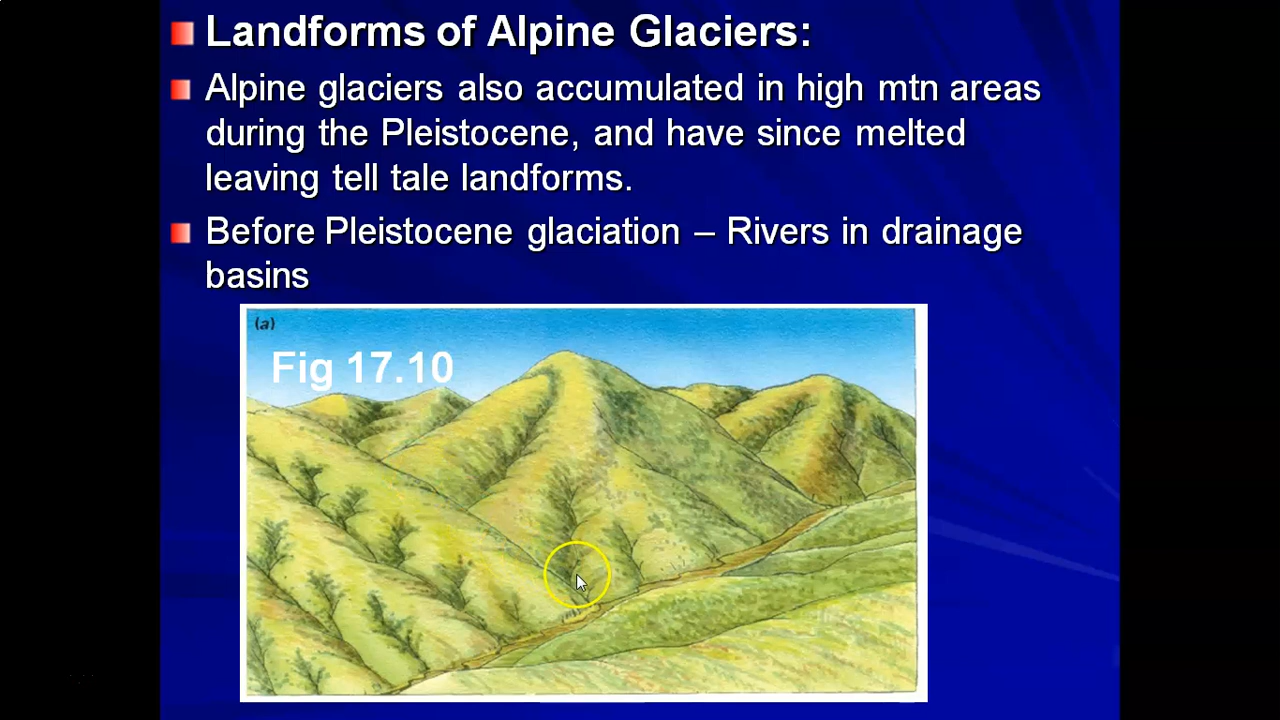 Landforms of Alpine Glaciers:
Alpine glaciers also accumulated in high mtn areas
during the Pleistocene, and have since melted
leaving tell tale landforms.
Before Pleistocene glaciation – Rivers in drainage
basins
(a)
Fig 17.10